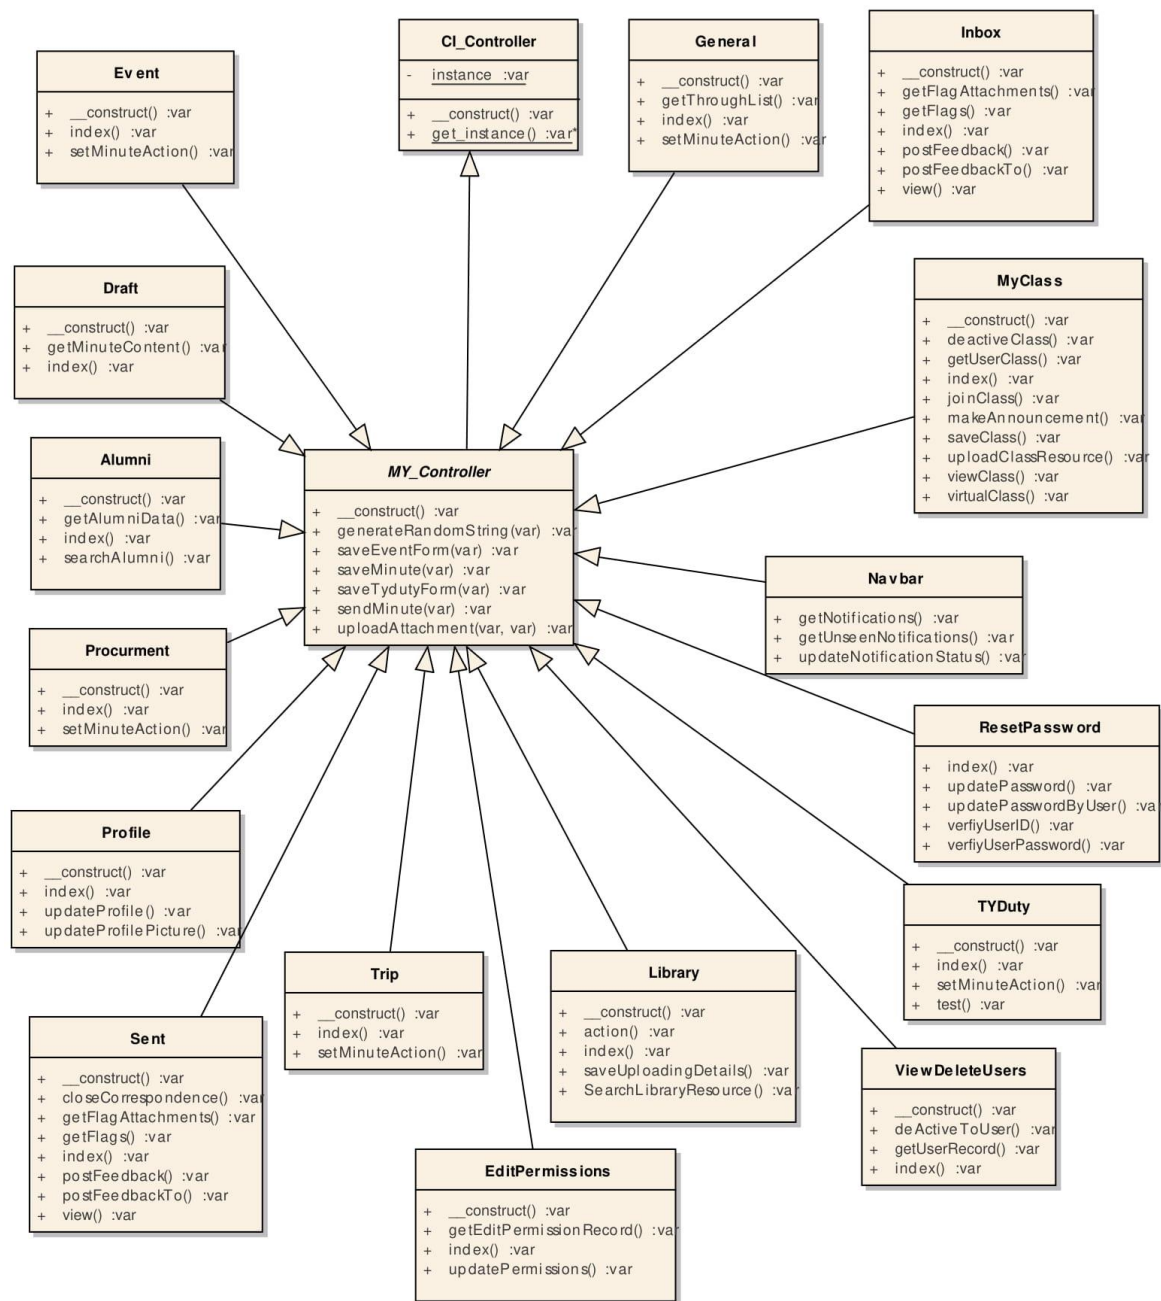 CI_Controller
- instance :var
+ __construct() :var
+ get_instance() :var*
General
+ __construct() :var
+ getThroughList() :var
+ index() :var
+ setMinuteAction() :var
Inbox
+ __construct() :var
+ getFlagAttachments() :var
+ getFlags() :var
+ index() :var
+ postFeedback() :var
+ postFeedbackTo() :var
+ view() :var
Event
+ __construct() :var
+ index() :var
+ setMinuteAction() :var
Draft
+ __construct() :var
+ getMinuteContent() :var
+ index() :var
MyClass
+ __construct() :var
+ deactiveClass() :var
+ getUserClass() :var
+ index() :var
+ joinClass() :var
+ makeAnnouncement() :var
+ saveClass() :var
+ uploadClassResource() :var
+ viewClass() :var
+ virtualClass() :var
Alumni
+ __construct() :var
+ getAlumniData() :var
+ index() :var
+ searchAlumni() :var
MY_Controller
+ __construct() :var
+ generateRandomString(var) :var
+ saveEventForm(var) :var
+ saveMinute(var) :var
+ saveTydutyForm(var) :var
+ sendMinute(var) :var
+ uploadAttachment(var, var) :var
Navbar
+ getNotifications() :var
+ getUnseenNotifications() :var
+ updateNotificationStatus() :var
Procurment
+ __construct() :var
+ index() :var
+ setMinuteAction() :var
ResetPassword
+ index() :var
+ updatePassword() :var
+ updatePasswordByUser() :var
+ verfiyUserID() :var
+ verfiyUserPassword() :var
Profile
+ __construct() :var
+ index() :var
+ updateProfile() :var
+ updateProfilePicture() :var
TYDuty
+ __construct() :var
+ index() :var
+ setMinuteAction() :var
+ test() :var
Trip
+ __construct() :var
+ index() :var
+ setMinuteAction() :var
Library
+ __construct() :var
+ action() :var
+ index() :var
+ saveUploadingDetails() :var
+ SearchLibraryResource() :var
Sent
+ __construct() :var
+ closeCorrespondence() :var
+ getFlagAttachments() :var
+ getFlags() :var
+ index() :var
+ postFeedback() :var
+ postFeedbackTo() :var
+ view() :var
ViewDeleteUsers
+ __construct() :var
+ deActiveToUser() :var
+ getUserRecord() :var
+ index() :var
EditPermissions
+ __construct() :var
+ getEditPermissionRecord() :var
+ index() :var
+ updatePermissions() :var